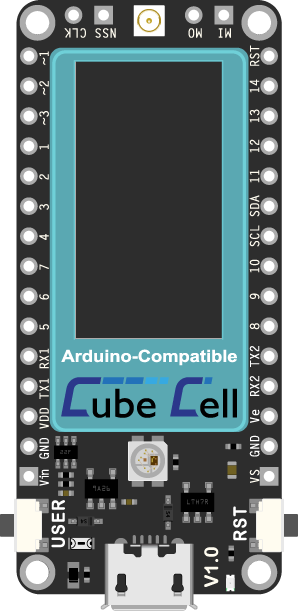 CLK
NSS
MO
MI
~1
~2
~3
1
2
3
4
7
6
5
RX1
TX1
VDD
GND
Vin
RST
14
13
12
11
SDA
SCL
10
9
8
TX2
RX2
Ve
GND
VS
Arduino-Compatible
Cube Cell
22F
LTH7R
USER
RST
V1.0